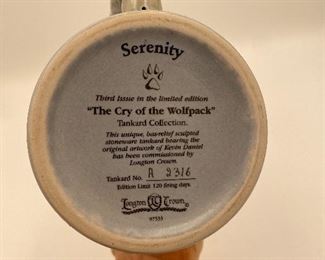 Serenity
Third Issue in the limited edition
"The Cry of the Wolfpack"
Tankard Collection.
This unique, bas-relief sculpted
stoneware tankard bearing the
original artwork of Kevin Daniel
has been commissioned by
Longton Crown.
Tankard No. A 2316
Edition Limit 120 firing days.
Longton Crown